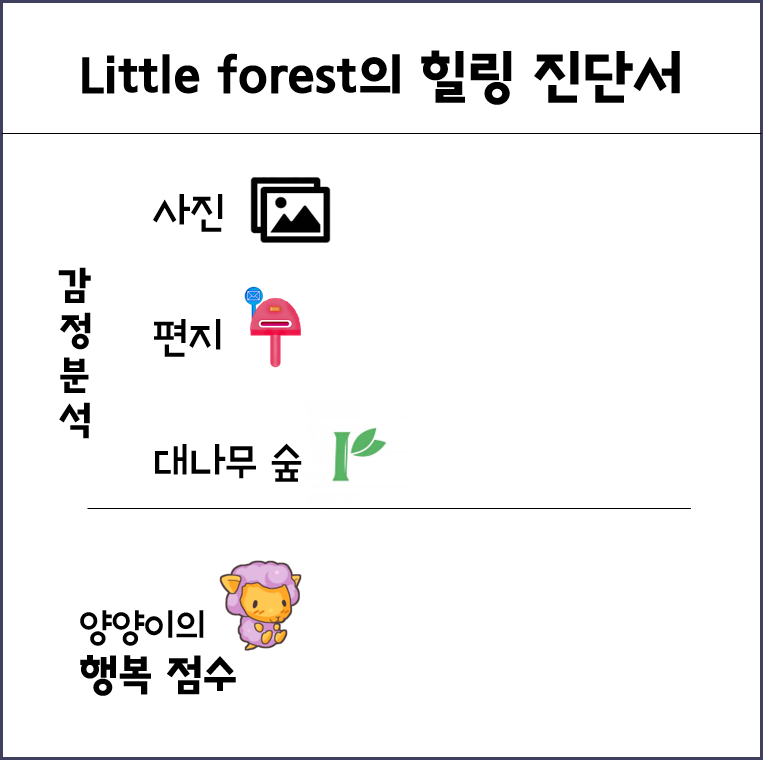 Little forest의 힐링 진단서
감정분석
사진
편지
대나무 숲
양양이의
행복 점수